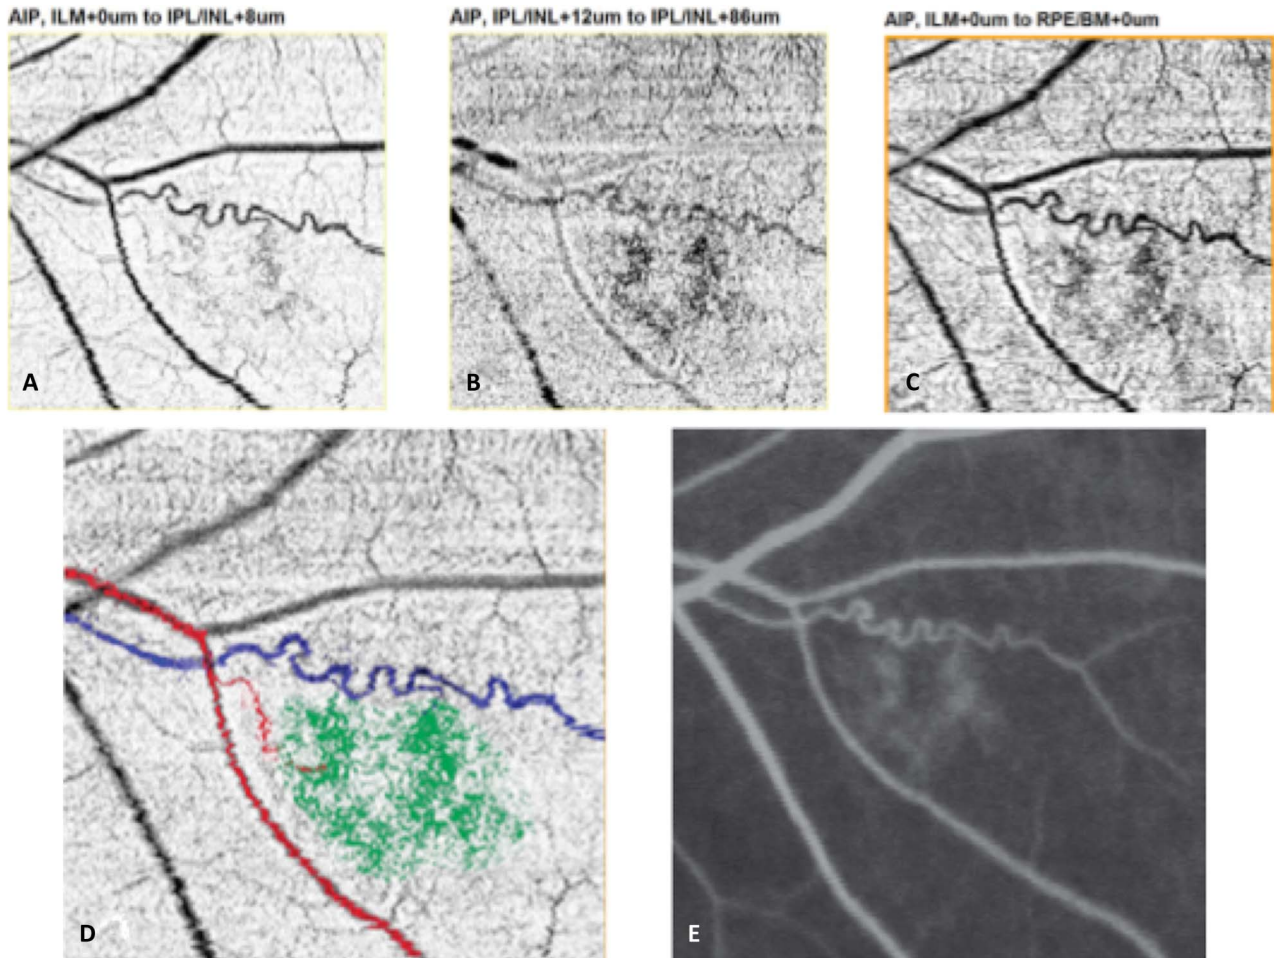 AIP, ILM+0um to IPL/INL+8um
AIP, IPL/INL+12um to IPL/INL+86um
AIP, ILM+0um to RPE/BM+0um
A
B
C
D
E